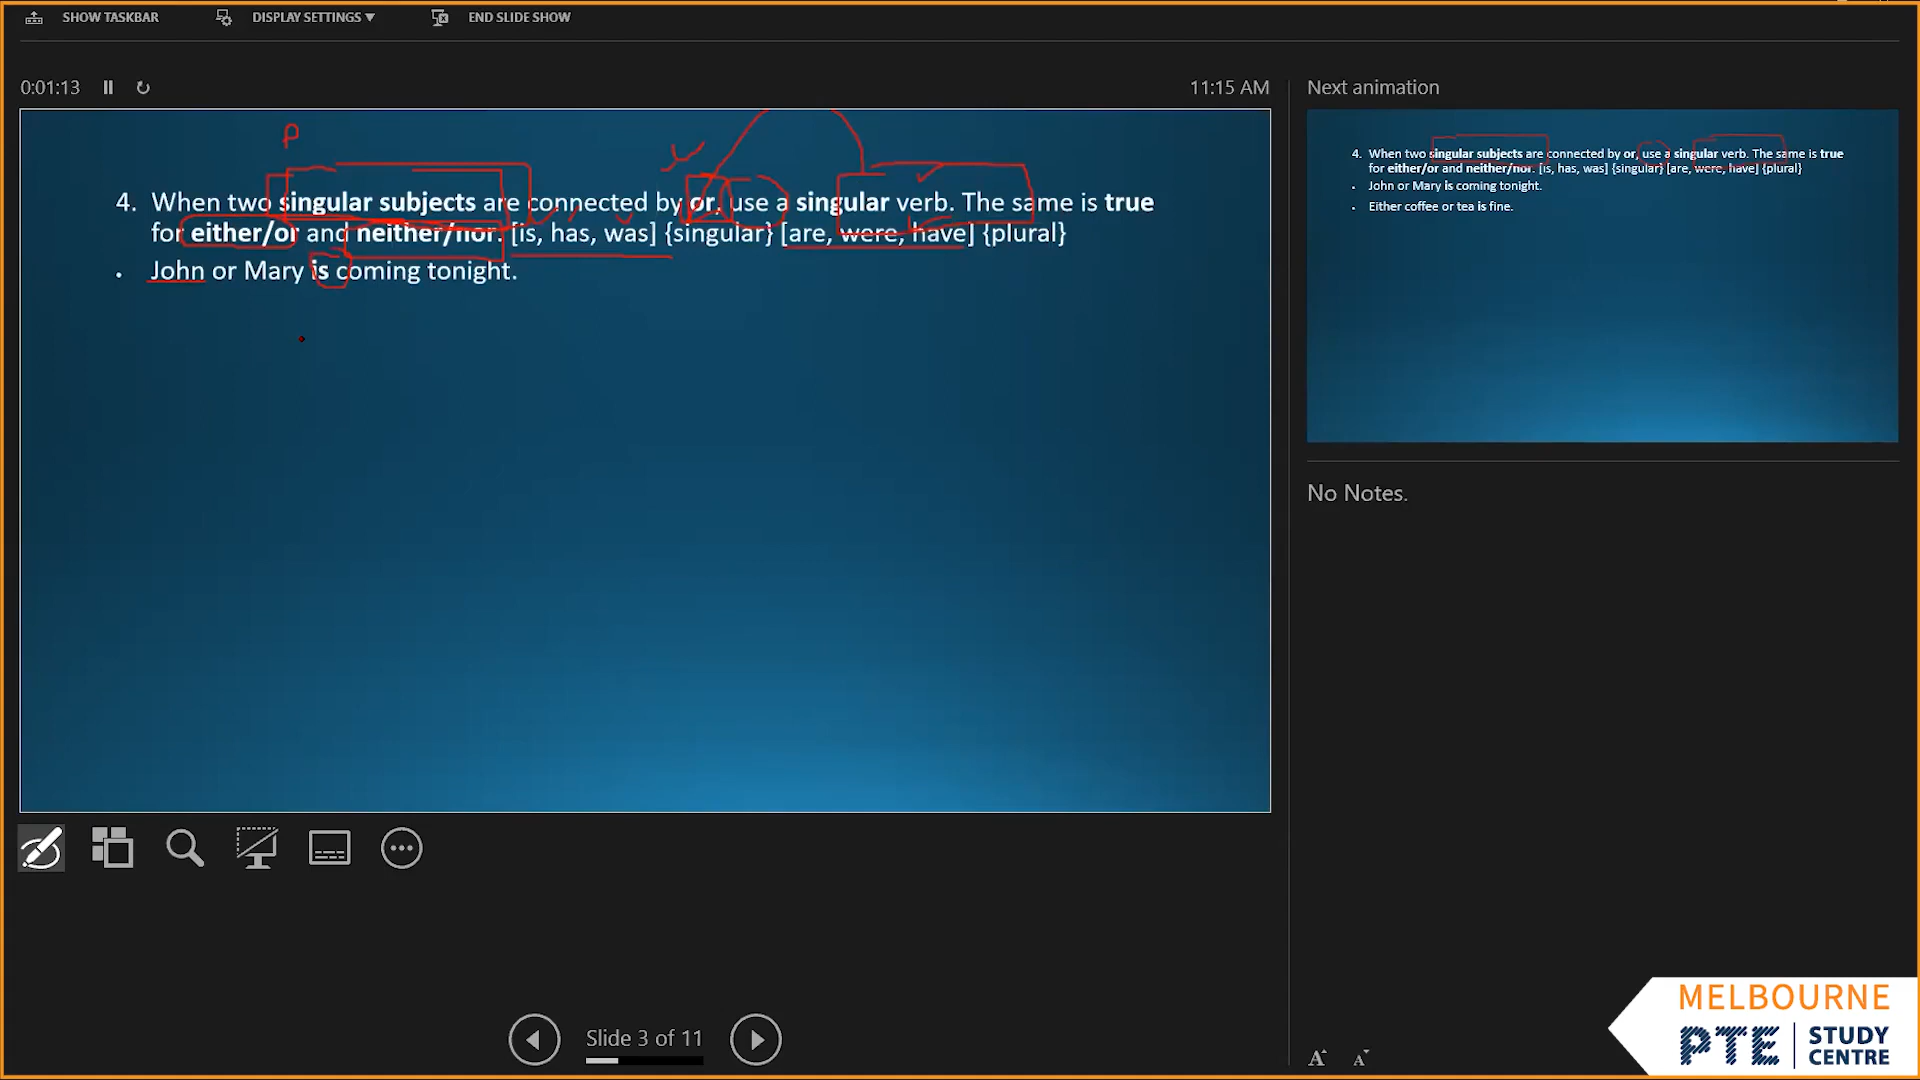 SHOW TASKBAR DISPLAY SETTINGS ▼ END SLIDE SHOW
0:01:13 11:15 AM
P
4. When two singular subjects are connected by or, use a singular verb. The same is true
for either/or and neither/nor. [is, has, was] {singular} [are, were, have] {plural}
• John or Mary is coming tonight.
Slide 3 of 11
Next animation
4. When two singular subjects are connected by or, use a singular verb. The same is true
for either/or and neither/nor. [is, has, was] {singular} [are, were, have] {plural}
• John or Mary is coming tonight.
• Either coffee or tea is fine.
No Notes.
A A
MELBOURNE
PTE STUDY
CENTRE